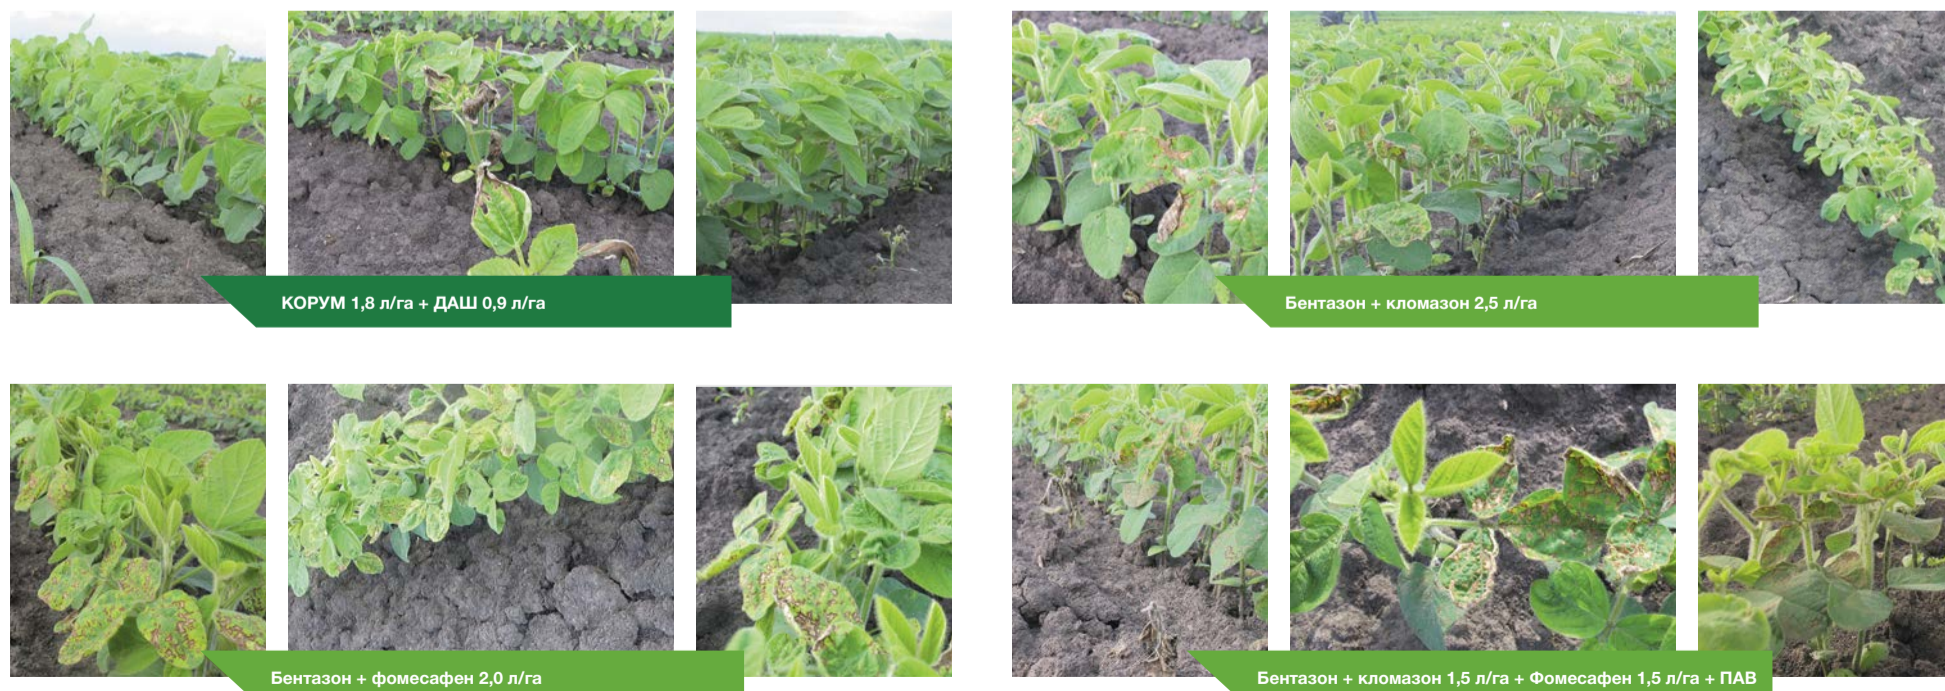 КОРУМ 1,8 л/га + ДАШ 0,9 л/га
Бентазон + кломазон 2,5 л/га
Бентазон + фомесафен 2,0 л/га
Бентазон + кломазон 1,5 л/га + Фомесафен 1,5 л/га + ПАВ